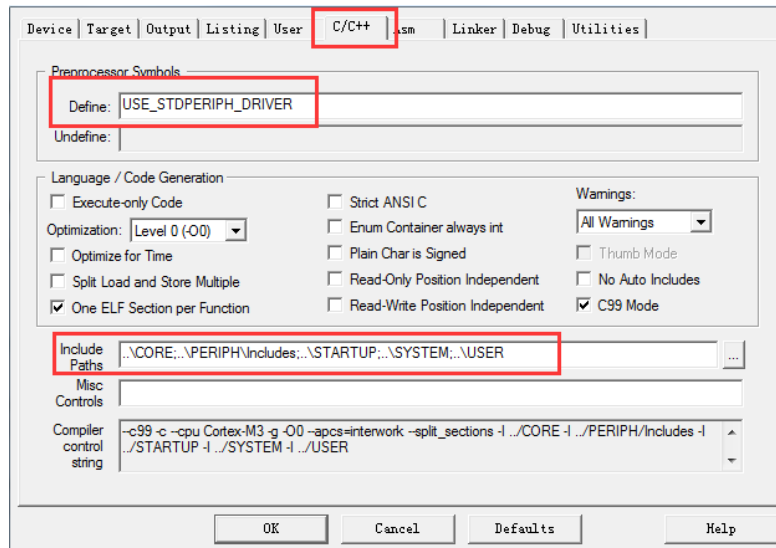 Device Target Output Listing User C/C++ Asm Linker Debug Utilities
Preprocessor Symbols
Define: USE_STDPERIPH_DRIVER
Undefine:
Language / Code Generation
Execute-only Code
Strict ANSI C
Warnings:
Optimization: Level 0 (-O0)
Enum Container always int
All Warnings
Optimize for Time
Plain Char is Signed
Thumb Mode
Split Load and Store Multiple
Read-Only Position Independent
No Auto Includes
One ELF Section per Function
Read-Write Position Independent
C99 Mode
Include
Paths
..\CORE;..\PERIPH\Includes;..\STARTUP;..\SYSTEM;..\USER
...
Misc
Controls
Compiler
control
string
--c99 -c --cpu Cortex-M3 -g -O0 --apcs=interwork --split_sections -I ../CORE -I ../PERIPH/Includes -I
../STARTUP -I ../SYSTEM -I ../USER
OK Cancel Defaults Help